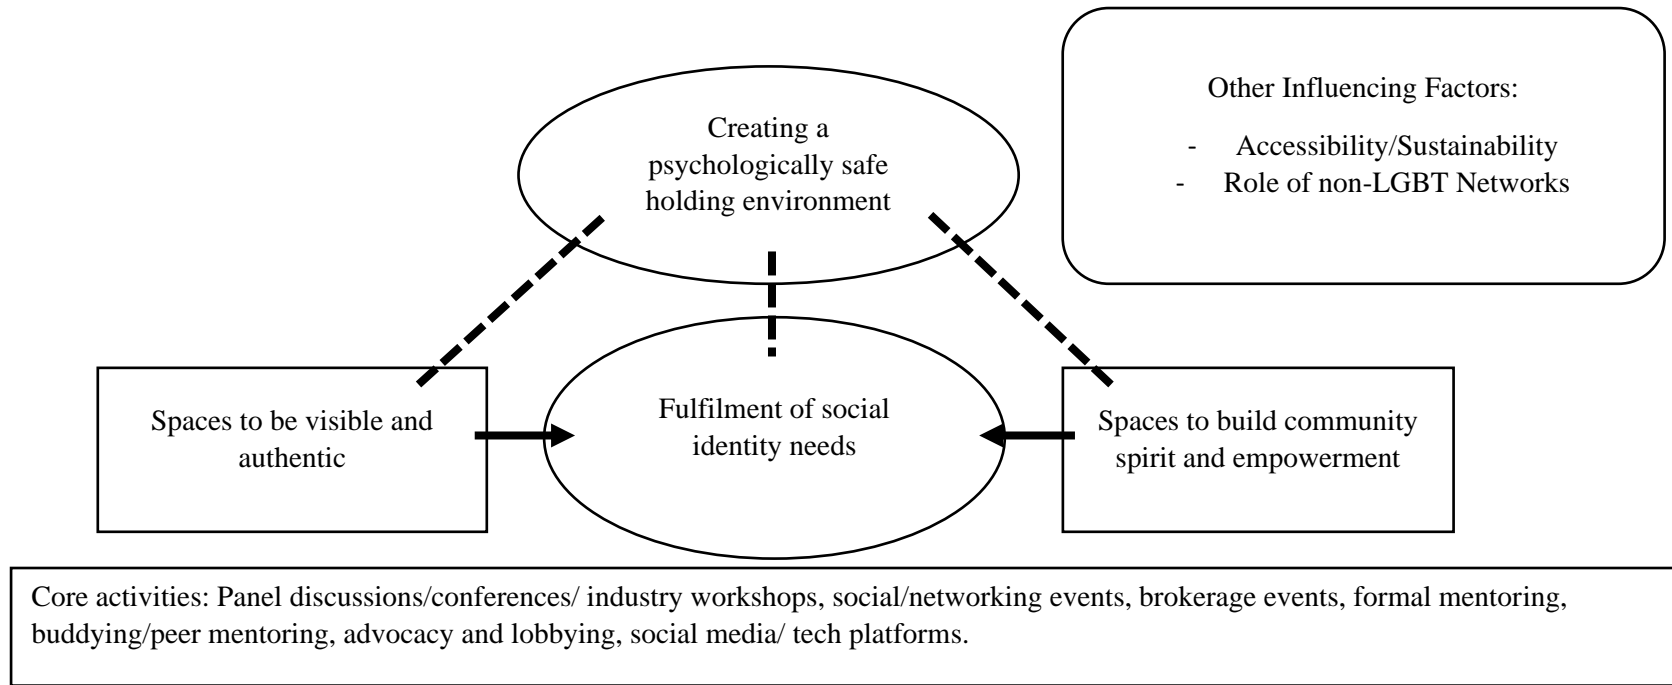 Other Influencing Factors:
- Accessibility/Sustainability
- Role of non-LGBT Networks
Creating a
psychologically safe
holding environment
Spaces to be visible and
authentic
Fulfilment of social
identity needs
Spaces to build community
spirit and empowerment
Core activities: Panel discussions/conferences/ industry workshops, social/networking events, brokerage events, formal mentoring,
buddying/peer mentoring, advocacy and lobbying, social media/ tech platforms.